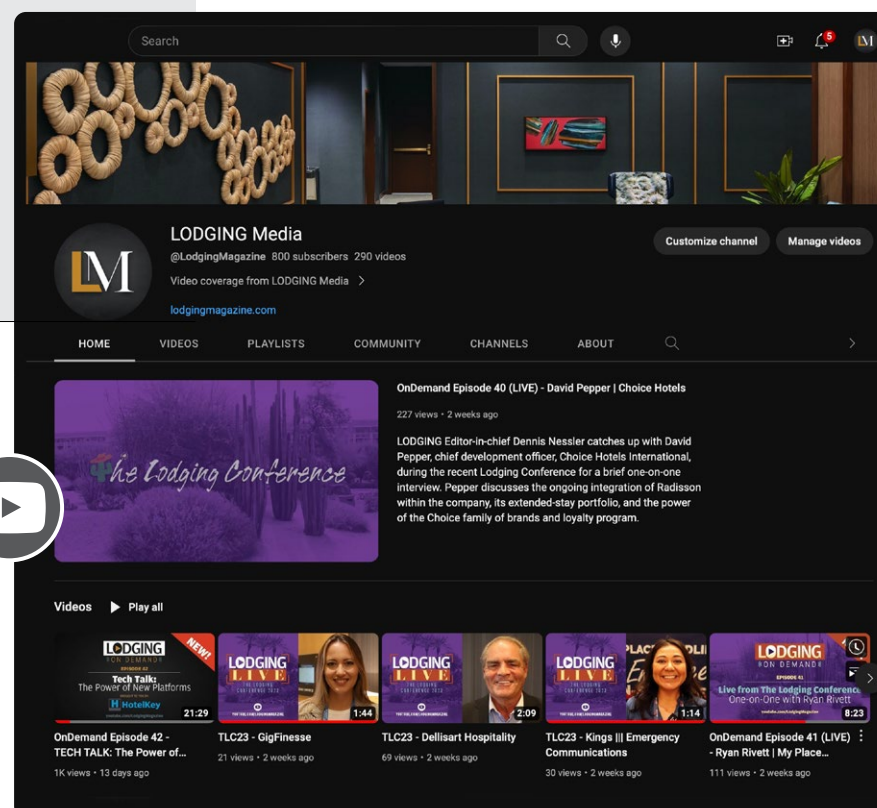 Search
5
LM
LODGING Media
@LodgingMagazine 800 subscribers 290 videos
Customize channel
Manage videos
LM
Video coverage from LODGING Media >
lodgingmagazine.com
HOME VIDEOS PLAYLISTS COMMUNITY CHANNELS ABOUT
The Lodging Conference
OnDemand Episode 40 (LIVE) - David Pepper | Choice Hotels
227 views • 2 weeks ago
LODGING Editor-in-chief Dennis Nessler catches up with David
Pepper, chief development officer, Choice Hotels International,
during the recent Lodging Conference for a brief one-on-one
interview. Pepper discusses the ongoing integration of Radisson
within the company, its extended-stay portfolio, and the power
of the Choice family of brands and loyalty program.
Videos Play all
LODGING
ON DEMAND
EPISODE 42
NEW!
Tech Talk:
The Power of New Platforms
HotelKey
21:29
OnDemand Episode 42 -
TECH TALK: The Power of...
1K views • 13 days ago
LODGING
LIVE
1:44
TLC23 - GigFinesse
21 views • 2 weeks ago
LODGING
LIVE
2:09
TLC23 - Dellisart Hospitality
69 views • 2 weeks ago
LODGING
LIVE
1:14
TLC23 - Kings ||| Emergency
Communications
30 views • 2 weeks ago
LODGING
ON DEMAND
EPISODE 41
Live from The Lodging Conference
One-on-One with Ryan Rivett
8:23
OnDemand Episode 41 (LIVE)
- Ryan Rivett | My Place...
111 views • 2 weeks ago